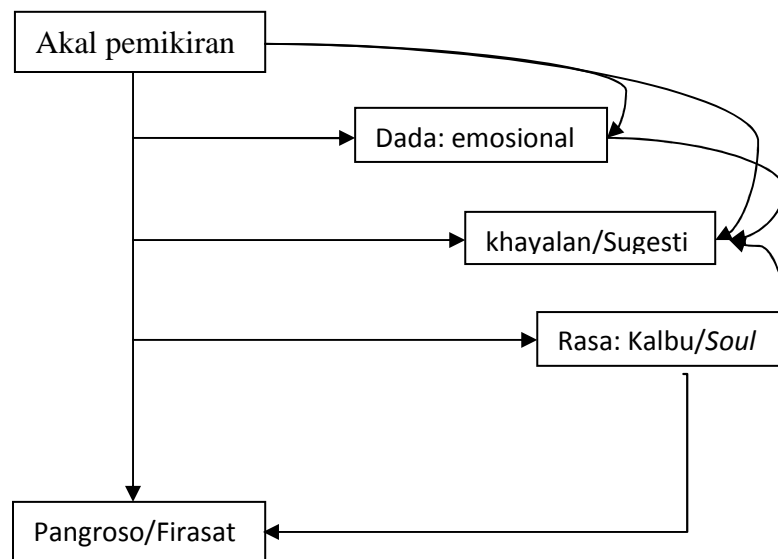 Akal pemikiran
Dada: emosional
khayalan/Sugesti
Rasa: Kalbu/Soul
Pangroso/Firasat